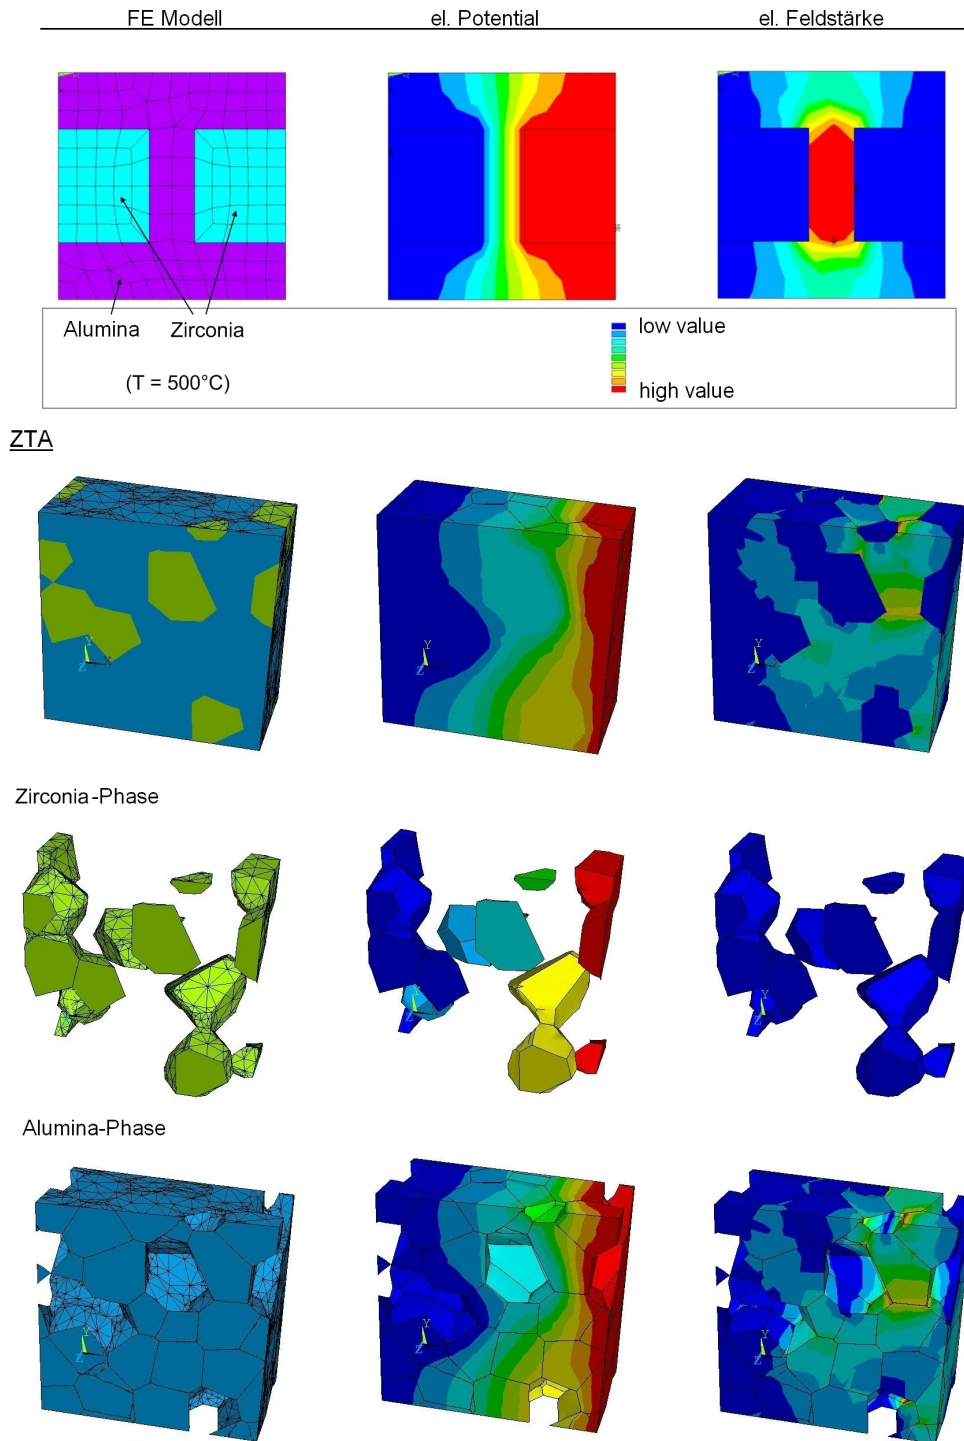 FE Modell
el. Potential
el. Feldstärke
Alumina
Zirconia
low value
(T = 500°C)
high value
ZTA
Y
Z
Y
Z
Y
Z
Zirconia-Phase
Y
Z
Y
Z
Alumina-Phase
Y
Z
Y
Z
Y
Z